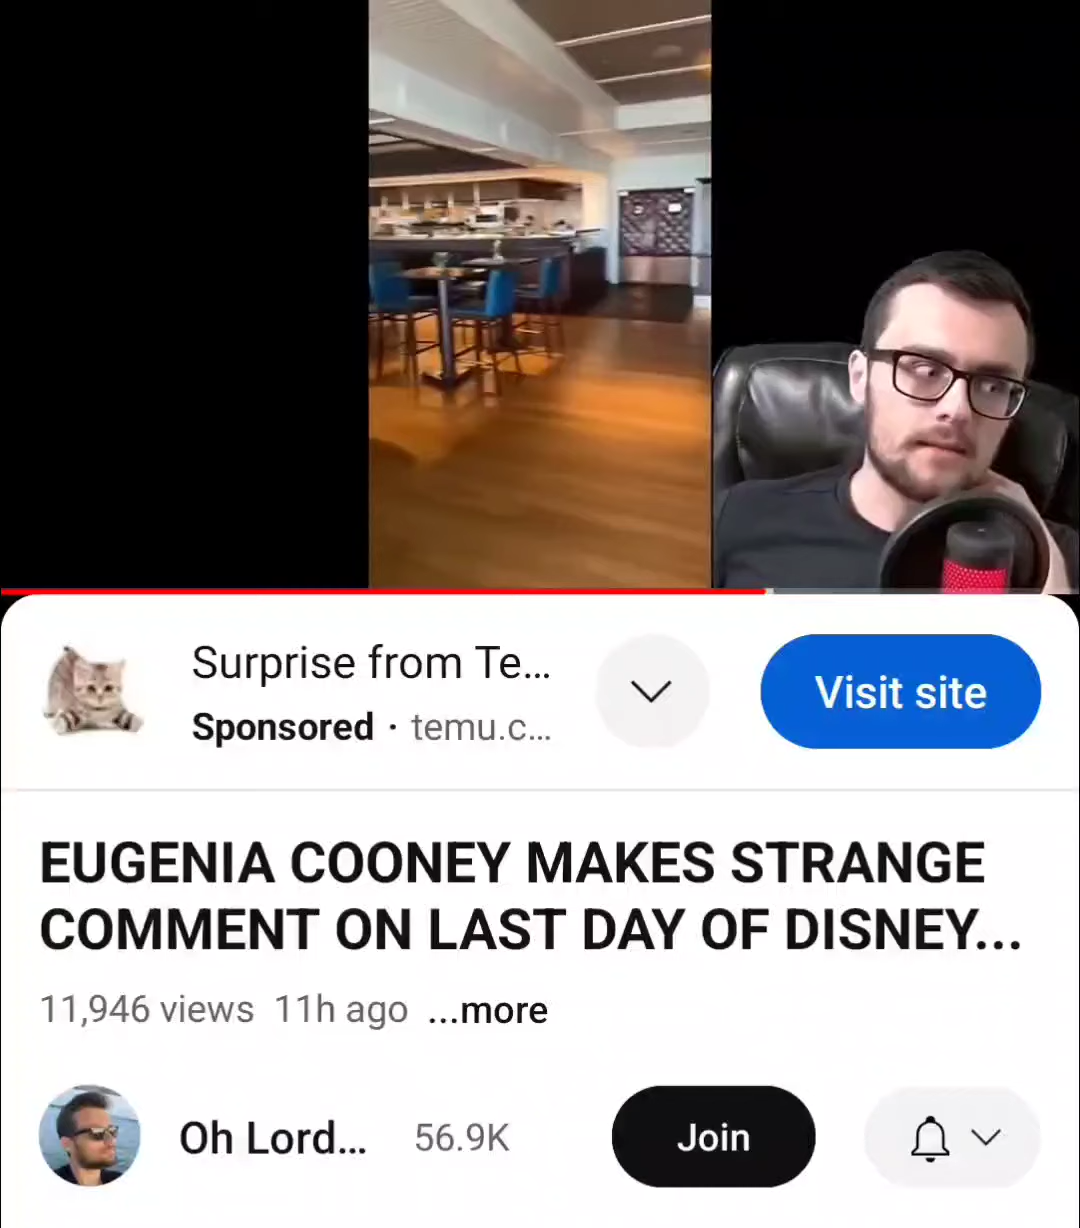 Surprise from Te...
Sponsored · temu.c...
Visit site
EUGENIA COONEY MAKES STRANGE
COMMENT ON LAST DAY OF DISNEY...
11,946 views 11h ago ...more
Oh Lord... 56.9K Join